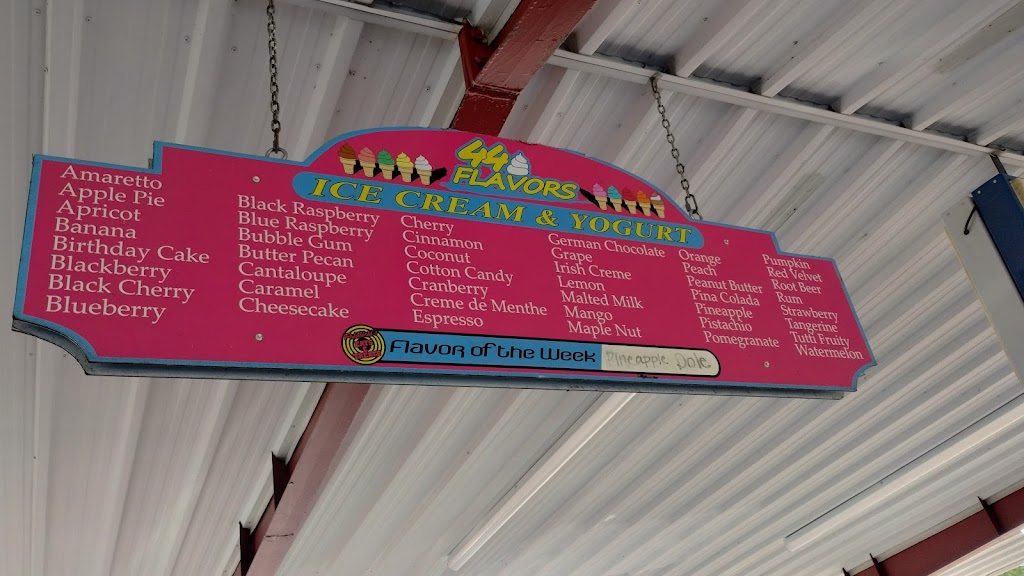 44
FLAVORS
ICE CREAM & YOGURT
Amaretto
Apple Pie
Apricot
Banana
Birthday Cake
Blackberry
Black Cherry
Blueberry
Black Raspberry
Blue Raspberry
Bubble Gum
Butter Pecan
Cantaloupe
Caramel
Cheesecake
Cherry
Cinnamon
Coconut
Cotton Candy
Cranberry
Creme de Menthe
Espresso
German Chocolate
Grape
Irish Creme
Lemon
Malted Milk
Mango
Maple Nut
Orange
Peach
Peanut Butter
Pina Colada
Pineapple
Pistachio
Pomegranate
Pumpkin
Red Velvet
Root Beer
Rum
Strawberry
Tangerine
Tutti Fruity
Watermelon
Flavor of the Week Pineapple Dole